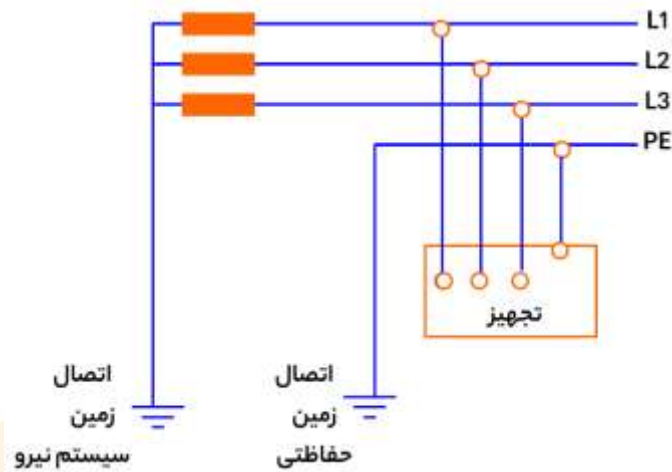 L1
L2
L3
PE
تجهیز
اتصال
زمین
حفاظتی
اتصال
زمین
سیستم نیرو